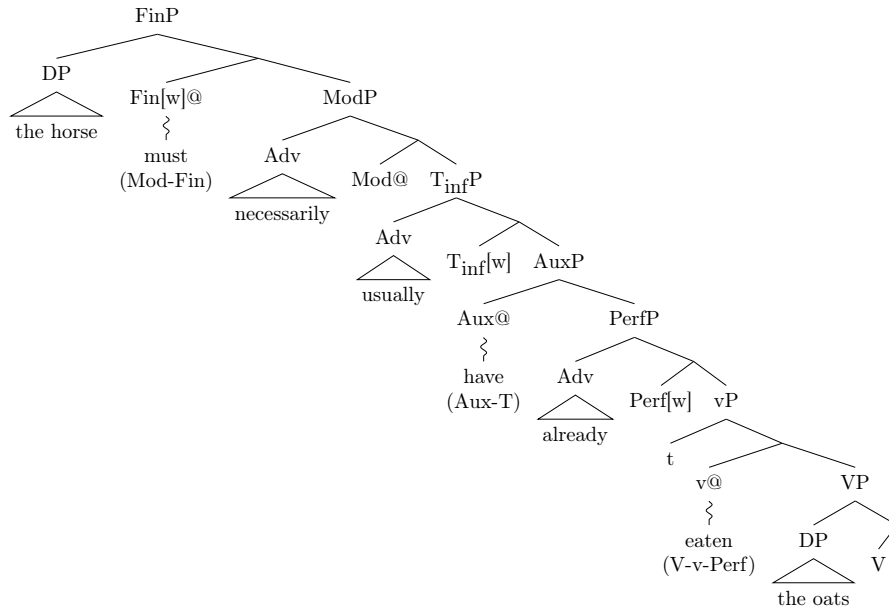 FinP
DP
Fin[w]@
ModP
the horse
must
(Mod-Fin)
Adv
Mod@
TinfP
necessarily
Adv
Tinf[w]
AuxP
usually
Aux@
PerfP
have
(Aux-T)
Adv
Perf[w]
vP
already
t
v@
VP
eaten
(V-v-Perf)
DP
V
the oats